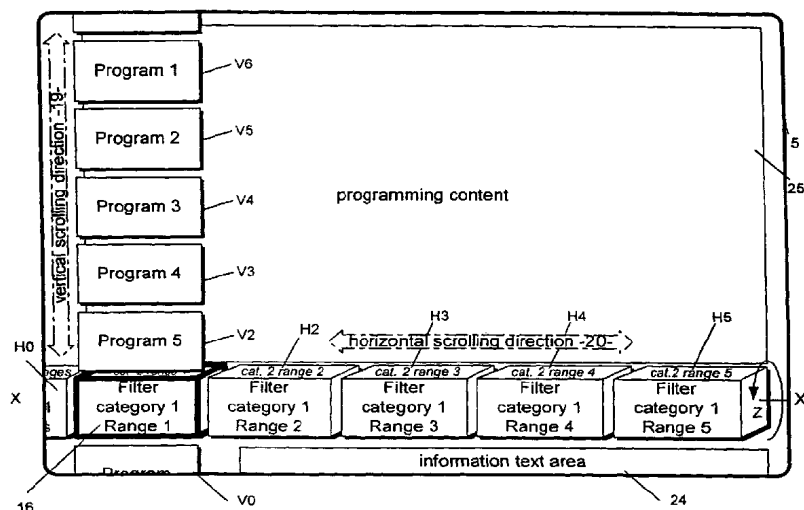 Program 1
V6
vertical scrolling direction -19-
Program 2
V5
5
25
Program 3
V4
programming content
Program 4
V3
Program 5
V2
H0
H2
H3
horizontal scrolling direction -20-
H4
H5
cat. 2 range 2
cat. 2 range 3
cat. 2 range 4
cat.2 range 5
X
Filter
category 1
Range 1
Filter
category 1
Range 2
Filter
category 1
Range 3
Filter
category 1
Range 4
Filter
category 1
Range 5
Z
X
information text area
16
V0
24